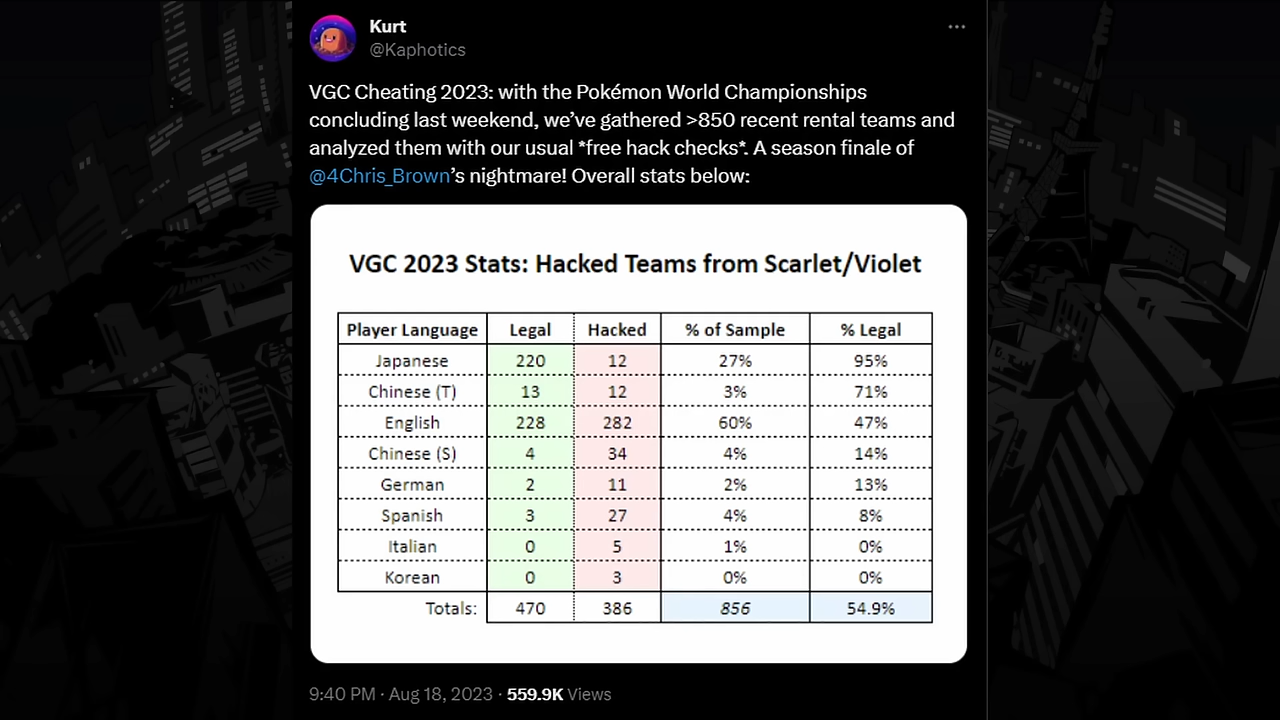 Kurt
@Kaphotics
VGC Cheating 2023: with the Pokémon World Championships
concluding last weekend, we’ve gathered >850 recent rental teams and
analyzed them with our usual *free hack checks*. A season finale of
@4Chris_Brown’s nightmare! Overall stats below:
VGC 2023 Stats: Hacked Teams from Scarlet/Violet
Player Language Legal Hacked % of Sample % Legal
Japanese 220 12 27% 95%
Chinese (T) 13 12 3% 71%
English 228 282 60% 47%
Chinese (S) 4 34 4% 14%
German 2 11 2% 13%
Spanish 3 27 4% 8%
Italian 0 5 1% 0%
Korean 0 3 0% 0%
Totals: 470 386 856 54.9%
9:40 PM · Aug 18, 2023 · 559.9K Views